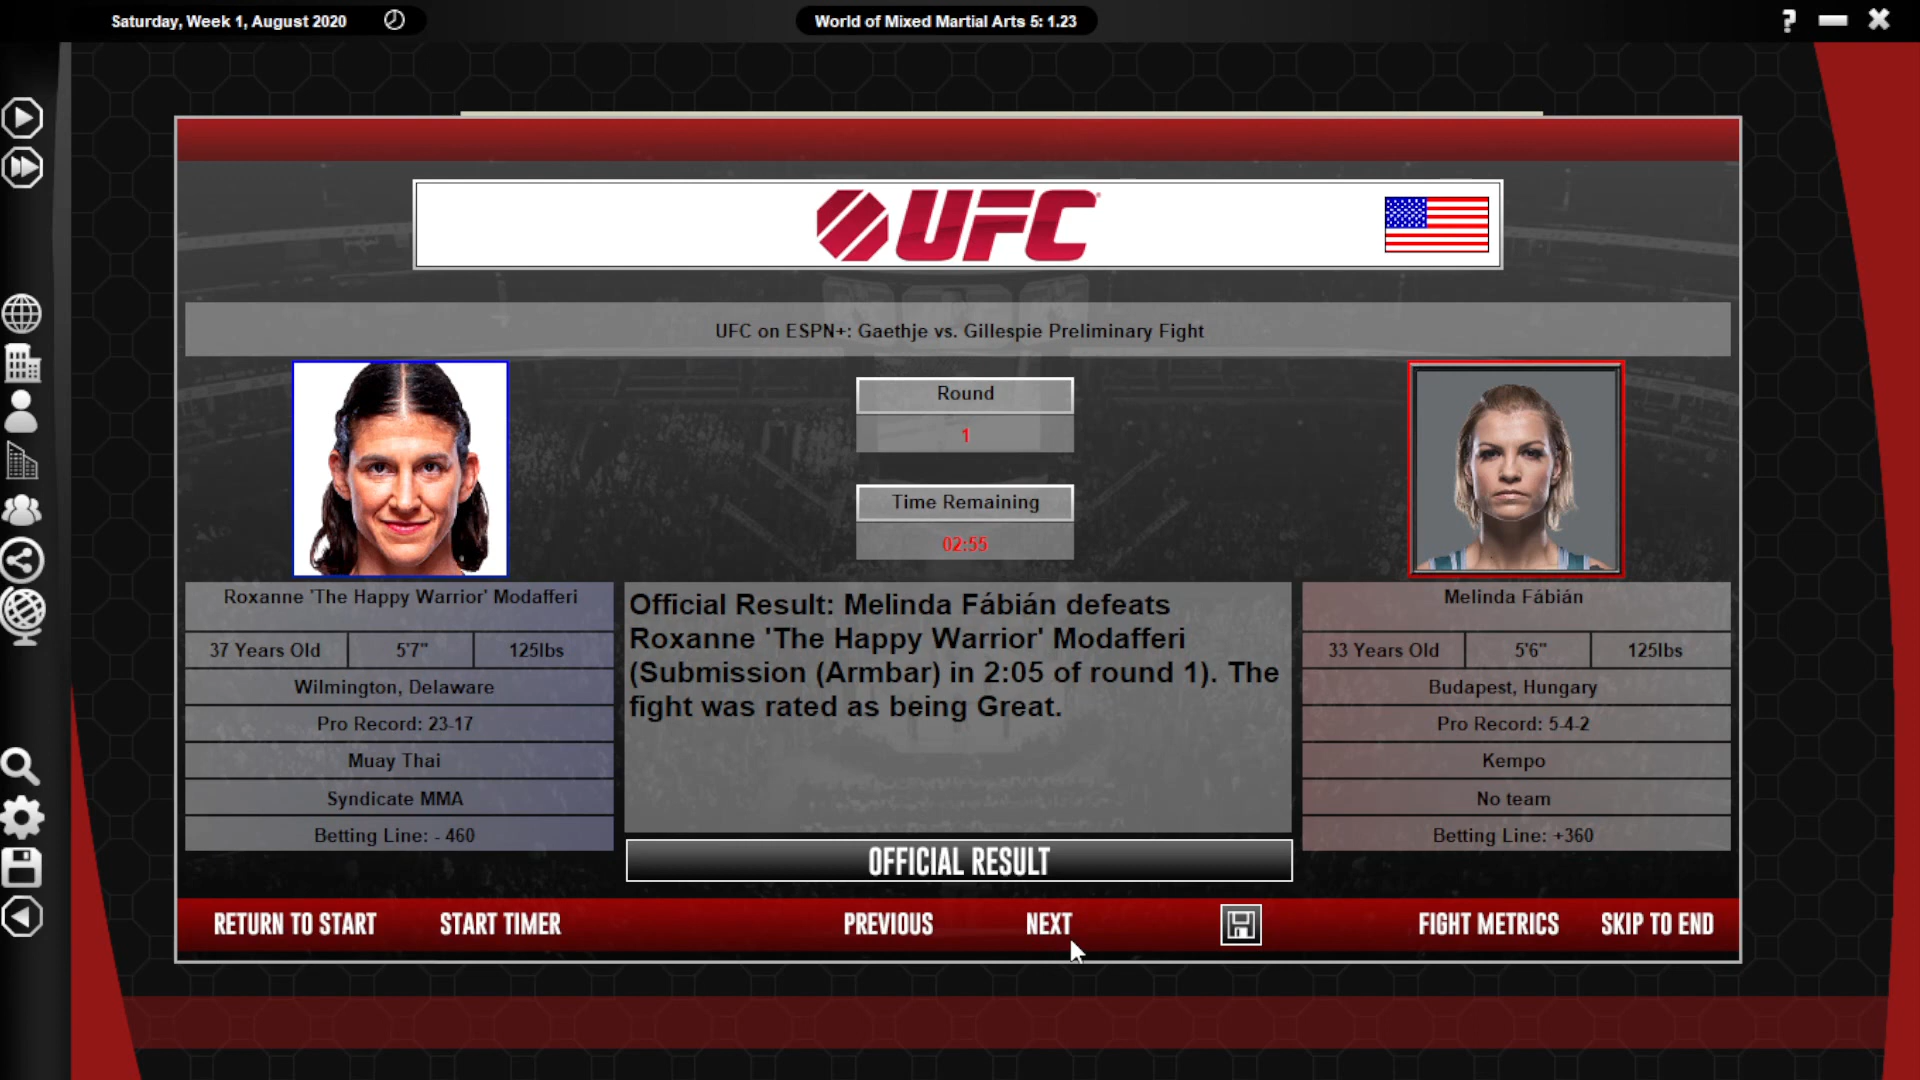 Saturday, Week 1, August 2020
World of Mixed Martial Arts 5: 1.23
UFC
UFC on ESPN+: Gaethje vs. Gillespie Preliminary Fight
Round
1
Time Remaining
02:55
Roxanne 'The Happy Warrior' Modafferi
37 Years Old 5'7" 125lbs
Wilmington, Delaware
Pro Record: 23-17
Muay Thai
Syndicate MMA
Betting Line: - 460
Official Result: Melinda Fábián defeats
Roxanne 'The Happy Warrior' Modafferi
(Submission (Armbar) in 2:05 of round 1). The
fight was rated as being Great.
OFFICIAL RESULT
Melinda Fábián
33 Years Old 5'6" 125lbs
Budapest, Hungary
Pro Record: 5-4-2
Kempo
No team
Betting Line: +360
RETURN TO START START TIMER PREVIOUS NEXT FIGHT METRICS SKIP TO END